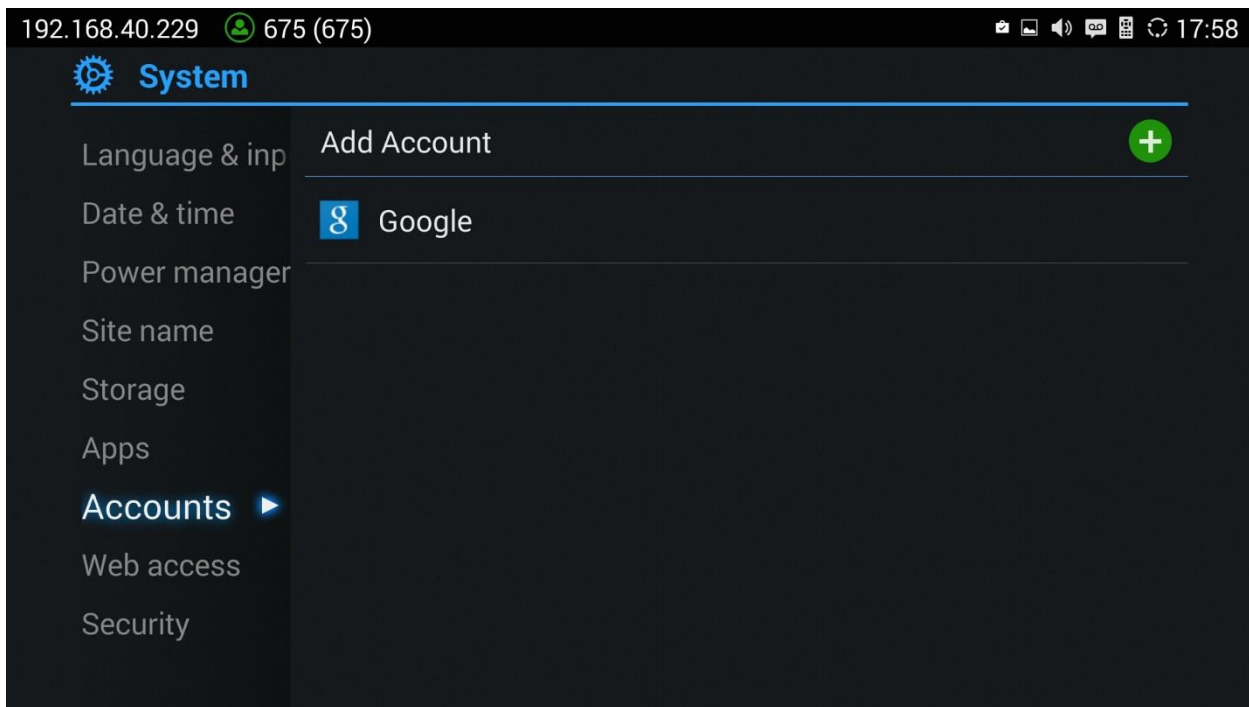 192.168.40.229 675 (675) 17:58
System
Language & inp
Date & time
Power manager
Site name
Storage
Apps
Accounts
Web access
Security
Add Account
g Google